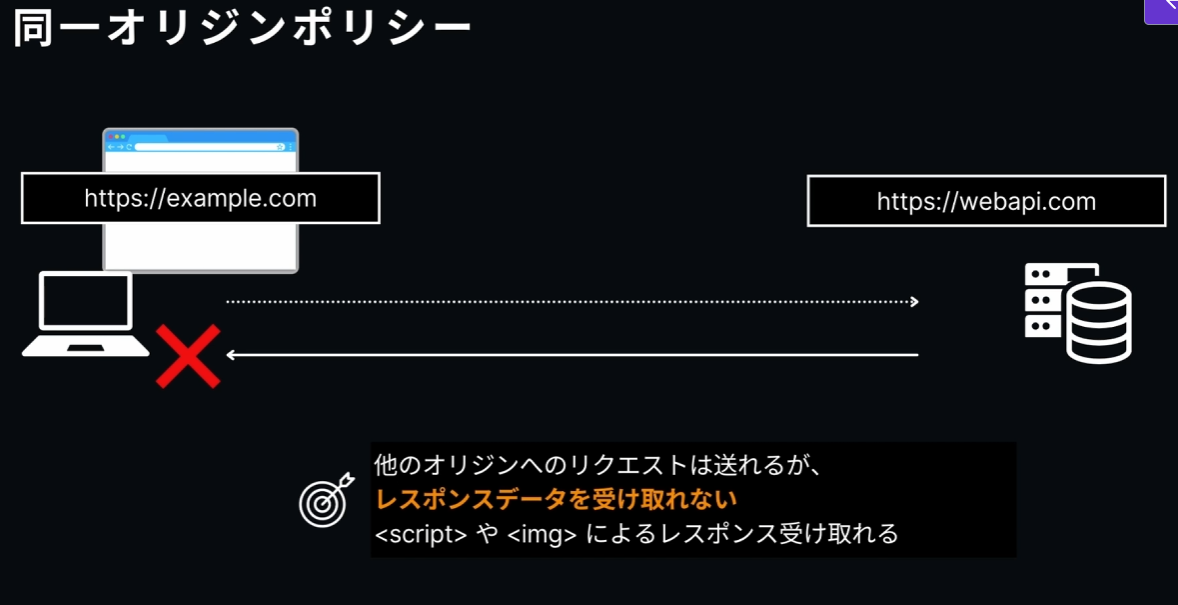 同一オリジンポリシー
https://example.com
https://webapi.com
他のオリジンへのリクエストは送れるが、
レスポンスデータを受け取れない
<script> や <img> によるレスポンス受け取れる